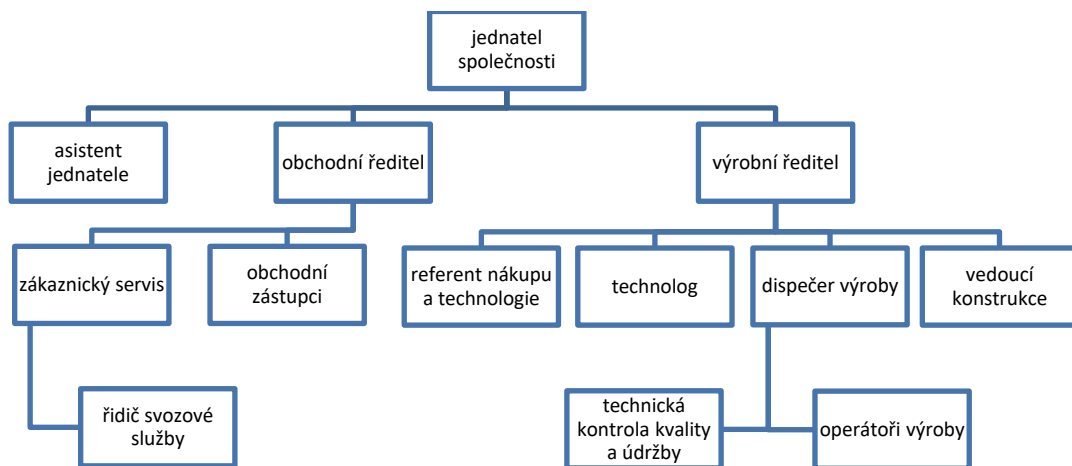 jednatel
společnosti
asistent
jednatele
obchodní ředitel
výrobní ředitel
zákaznický servis
obchodní
zástupci
referent nákupu
a technologie
technolog
dispečer výroby
vedoucí
konstrukce
řidič svozové
služby
technická
kontrola kvality
a údržby
operátoři výroby